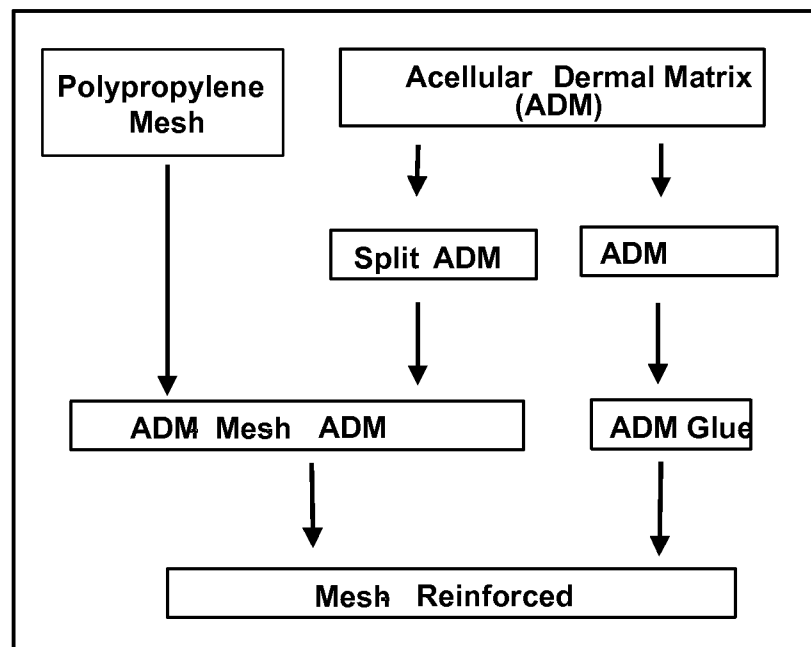 Polypropylene
Mesh
Acellular Dermal Matrix
(ADM)
Split ADM
ADM
ADM- Mesh ADM
ADM Glue
Mesh- Reinforced